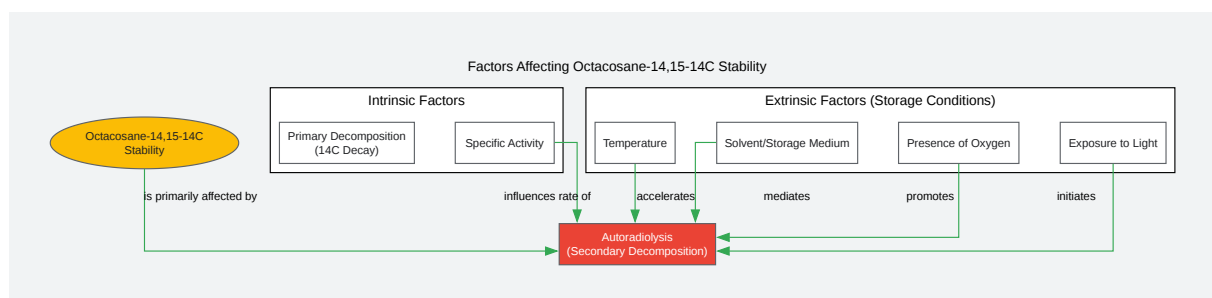 Factors Affecting Octacosane-14,15-14C Stability
Intrinsic Factors
Extrinsic Factors (Storage Conditions)
Octacosane-14,15-14C
Stability
Primary Decomposition
(14C Decay)
Specific Activity
Temperature
Solvent/Storage Medium
Presence of Oxygen
Exposure to Light
is primarily affected by
influences rate of
accelerates
mediates
promotes
initiates
Autoradiolysis
(Secondary Decomposition)